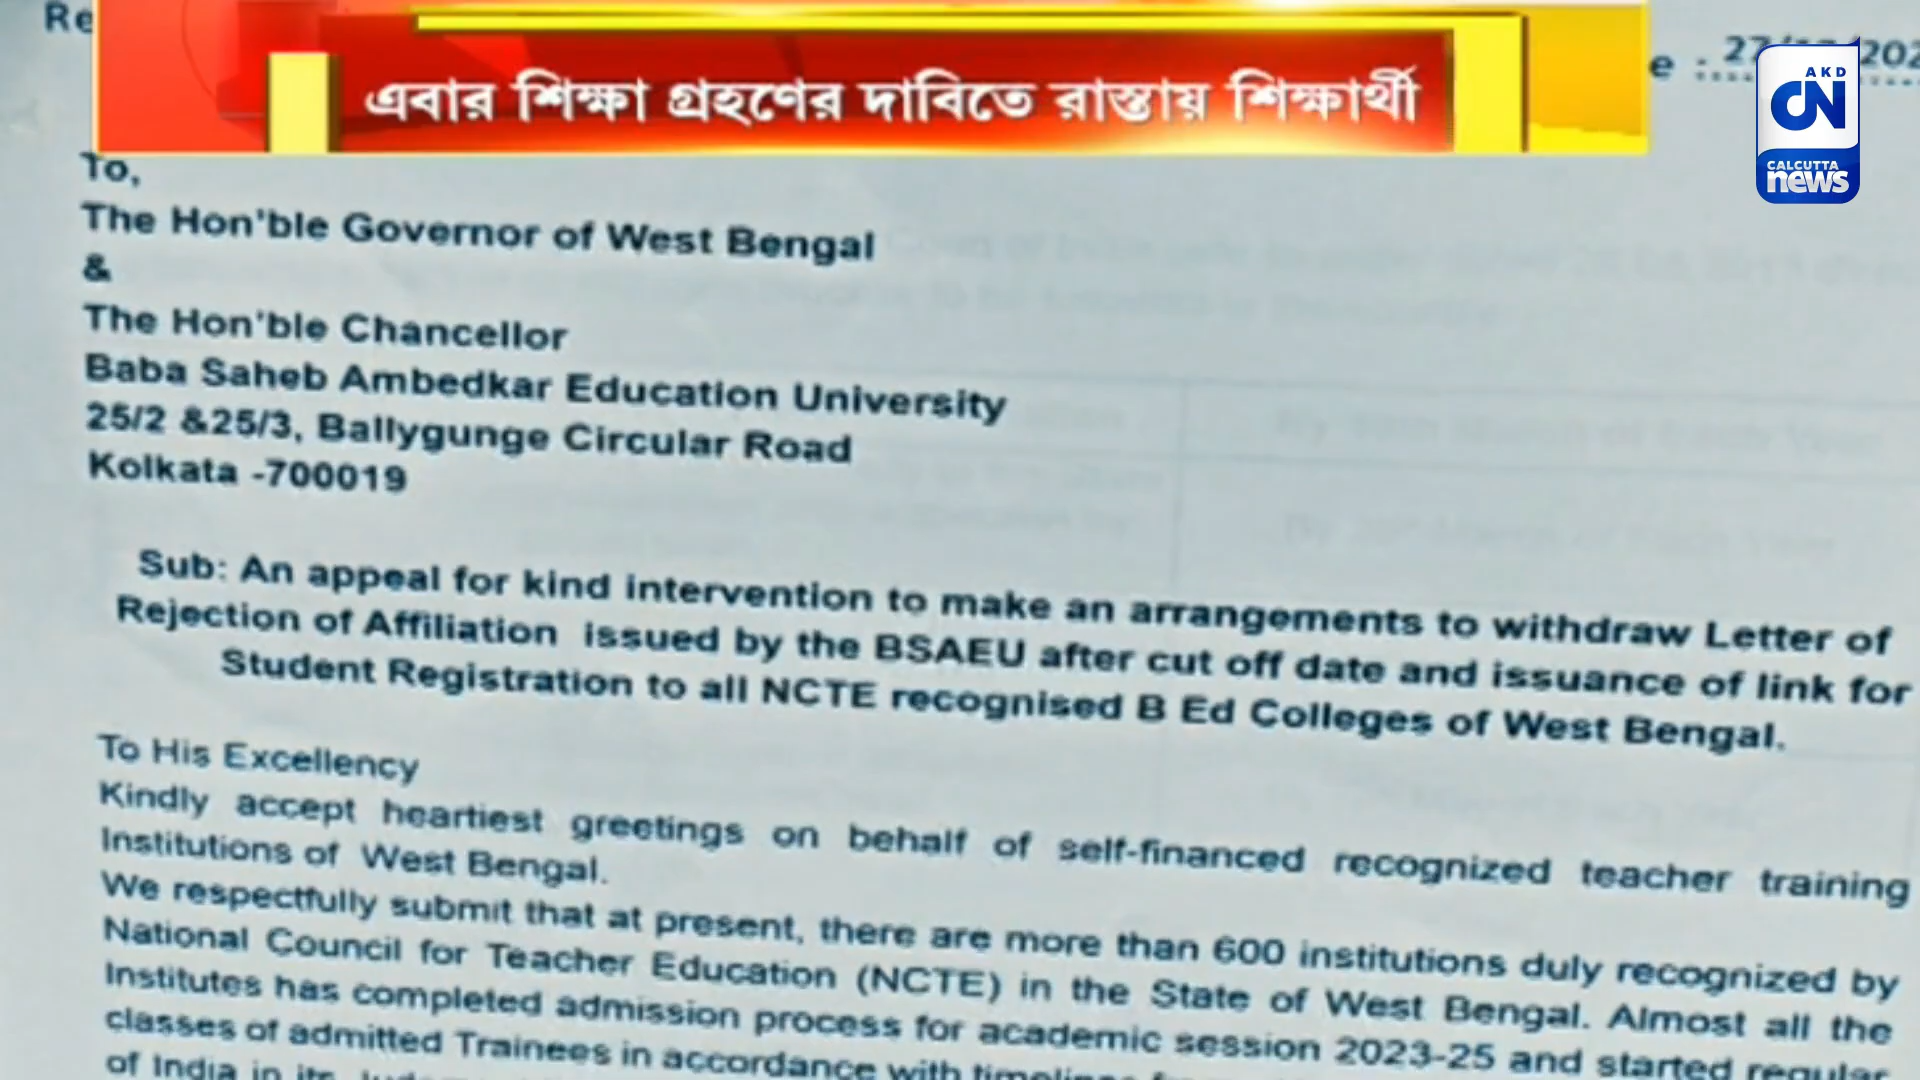 Re
এবার শিক্ষা গ্রহণের দাবিতে রাস্তায় শিক্ষার্থী
AKD
CN
CALCUTTA
news
To,
The Hon'ble Governor of West Bengal
&
The Hon'ble Chancellor
Baba Saheb Ambedkar Education University
25/2 &25/3, Ballygunge Circular Road
Kolkata -700019
Sub: An appeal for kind intervention to make an arrangements to withdraw Letter of
Rejection of Affiliation issued by the BSAEU after cut off date and issuance of link for
Student Registration to all NCTE recognised B Ed Colleges of West Bengal.
To His Excellency
Kindly accept heartiest greetings on behalf of self-financed recognized teacher training
Institutions of West Bengal.
We respectfully submit that at present, there are more than 600 institutions duly recognized by
National Council for Teacher Education (NCTE) in the State of West Bengal. Almost all the
Institutes has completed admission process for academic session 2023-25 and started regular
classes of admitted Trainees in accordance with timelines
of India in its